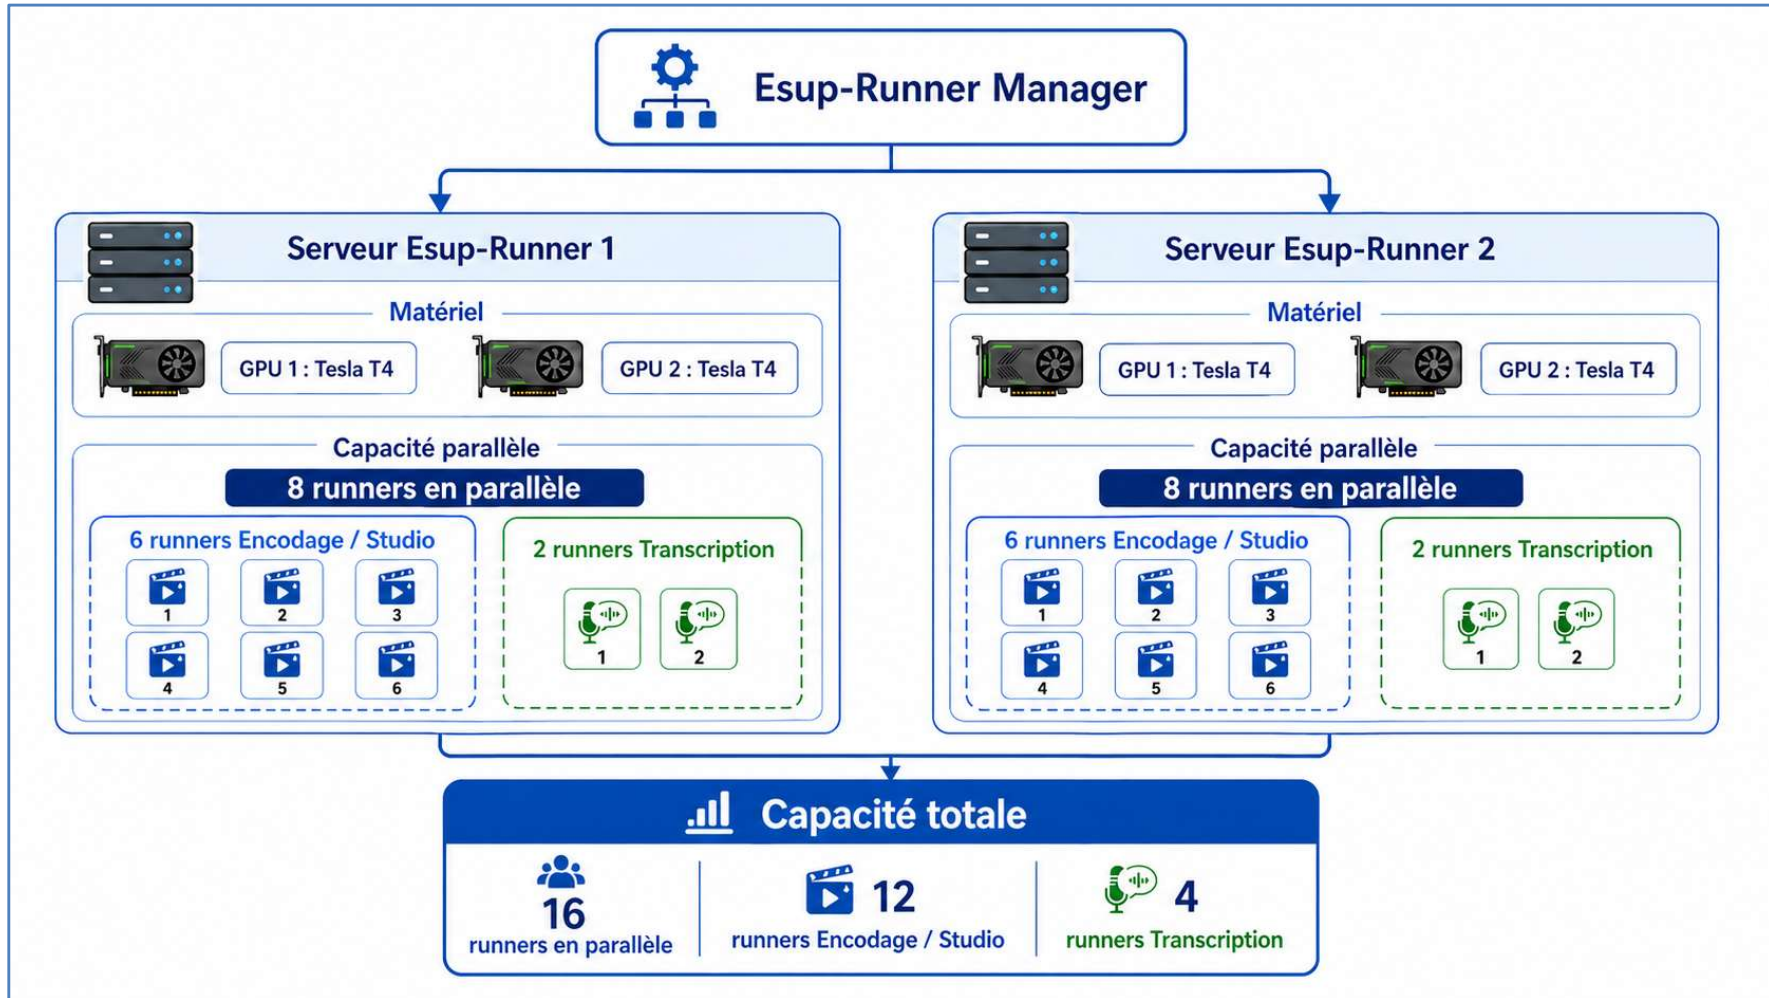 Esup-Runner Manager
Serveur Esup-Runner 1
Matériel
GPU 1 : Tesla T4
GPU 2 : Tesla T4
Capacité parallèle
8 runners en parallèle
6 runners Encodage / Studio
1
2
3
4
5
6
2 runners Transcription
1
2
Serveur Esup-Runner 2
Matériel
GPU 1 : Tesla T4
GPU 2 : Tesla T4
Capacité parallèle
8 runners en parallèle
6 runners Encodage / Studio
1
2
3
4
5
6
2 runners Transcription
1
2
Capacité totale
16
runners en parallèle
12
runners Encodage / Studio
4
runners Transcription